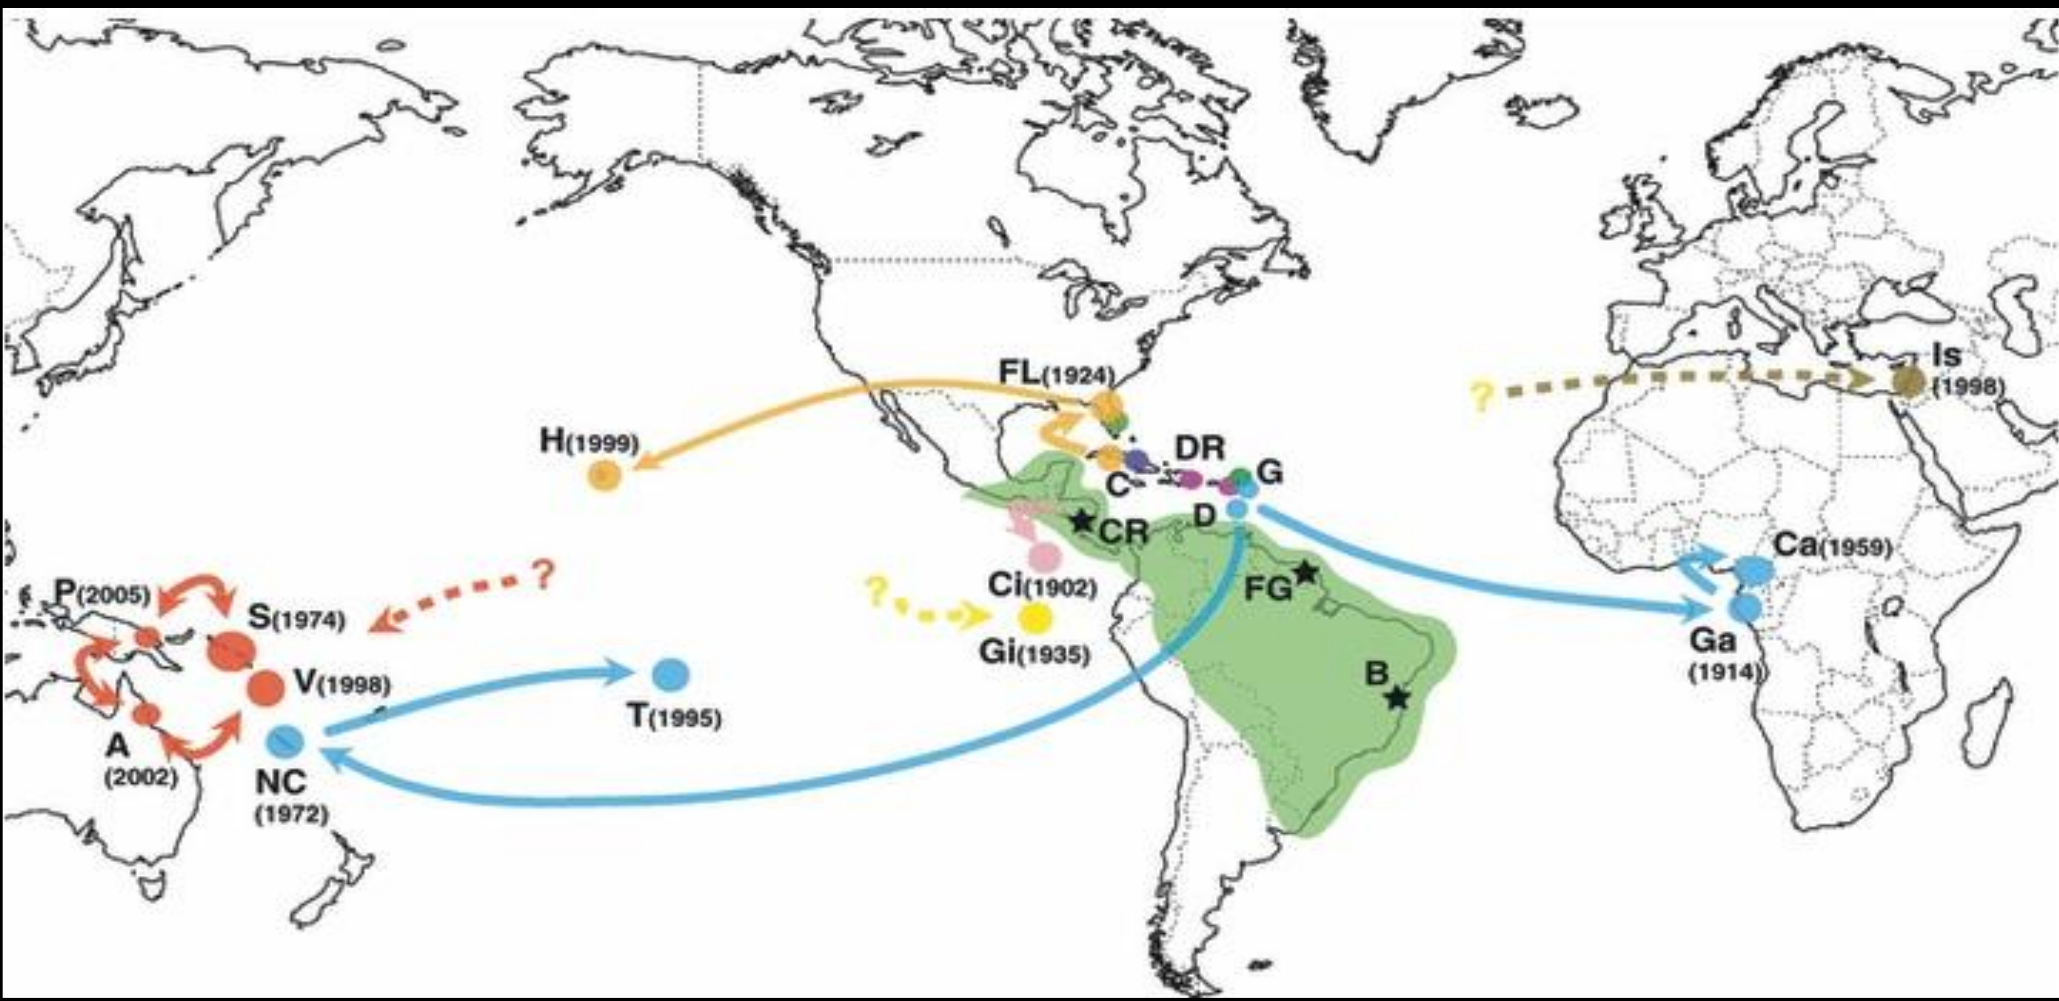 FL(1924)
Is
(1998)
?
H(1999)
DR
G
C
D
CR
Ca(1959)
?
P(2005)
S(1974)
?
Ci(1902)
FG
Gi(1935)
Ga
(1914)
V(1998)
B
T(1995)
A
(2002)
NC
(1972)